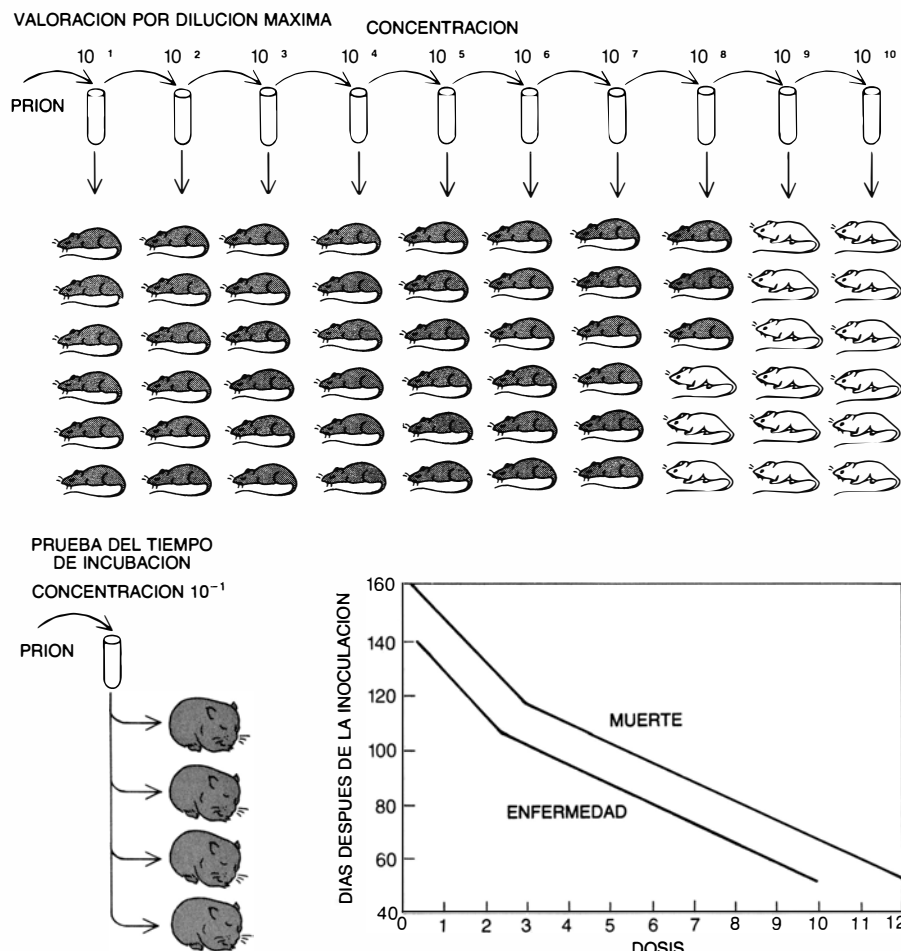 VALORACION POR DILUCION MAXIMA
CONCENTRACION
10 1 10 2 10 3 10 4 10 5 10 6 10 7 10 8 10 9 10 10
PRION
PRUEBA DEL TIEMPO
DE INCUBACION
CONCENTRACION 10⁻¹
PRION
DIAS DESPUES DE LA INOCULACION
160
140
120
100
80
60
40
MUERTE
ENFERMEDAD
0 1 2 3 4 5 6 7 8 9 10 11 12
DOSIS